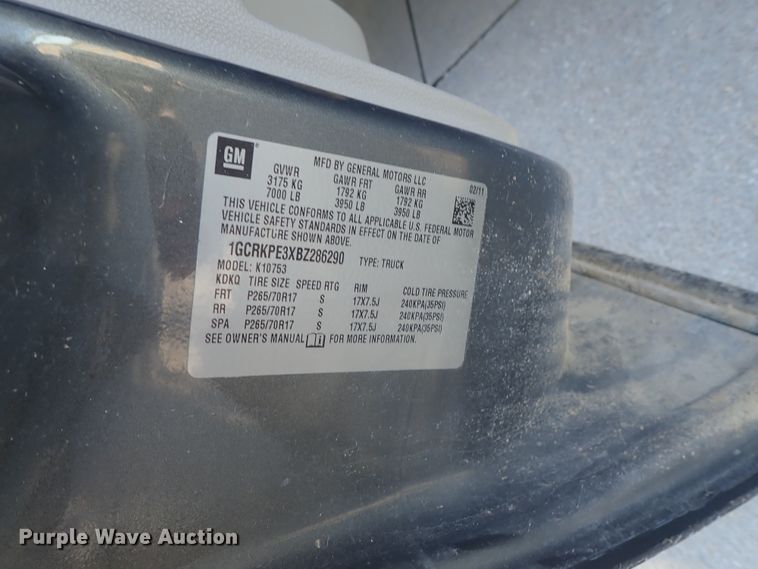 GM
MFD BY GENERAL MOTORS LLC
02/11
GVWR GAWR FRT GAWR RR
3175 KG 1792 KG 1792 KG
7000 LB 3950 LB 3950 LB
THIS VEHICLE CONFORMS TO ALL APPLICABLE U.S. FEDERAL MOTOR
VEHICLE SAFETY STANDARDS IN EFFECT ON THE DATE OF
MANUFACTURE SHOWN ABOVE.
1GCRKPE3XBZ286290 TYPE: TRUCK
MODEL: K10753
KDKQ TIRE SIZE SPEED RTG RIM COLD TIRE PRESSURE
FRT P265/70R17 S 17X7.5J 240KPA(35PSI)
RR P265/70R17 S 17X7.5J 240KPA(35PSI)
SPA P265/70R17 S 17X7.5J 240KPA(35PSI)
SEE OWNER'S MANUAL FOR MORE INFORMATION.
Purple Wave Auction